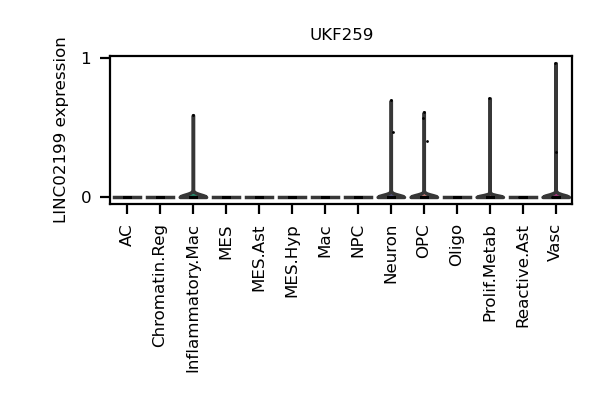 UKF259
LINC02199 expression
1
0
AC
Chromatin.Reg
Inflammatory.Mac
MES
MES.Ast
MES.Hyp
Mac
NPC
Neuron
OPC
Oligo
Prolif.Metab
Reactive.Ast
Vasc